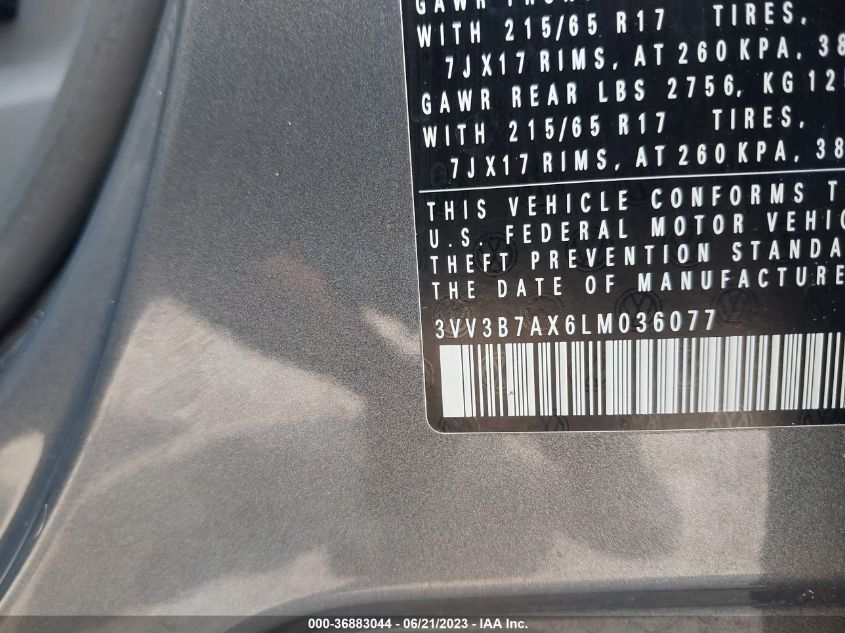 WITH 215/65 R17 TIRES,
7JX17 RIMS, AT 260 KPA, 38
GAWR REAR LBS 2756, KG
WITH 215/65 R17 TIRES,
7JX17 RIMS, AT 260 KPA, 38
THIS VEHICLE CONFORMS T
U.S. FEDERAL MOTOR VEHIC
THEFT PREVENTION STANDA
THE DATE OF MANUFACTURE
3VV3B7AX6LM036077
000-36883044 / 06/21/2023 - IAA Inc.